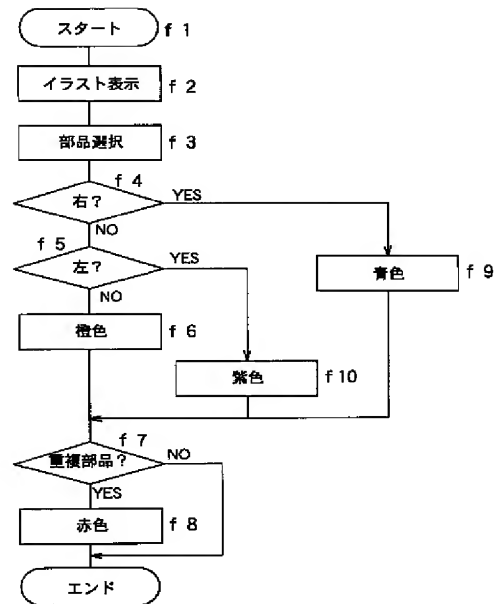 スタート f 1
イラスト表示 f 2
部品選択 f 3
f 4
右? YES
NO
f 5
左? YES
NO
青色 f 9
橙色 f 6
紫色 f 10
f 7
重複部品? NO
YES
赤色 f 8
エンド